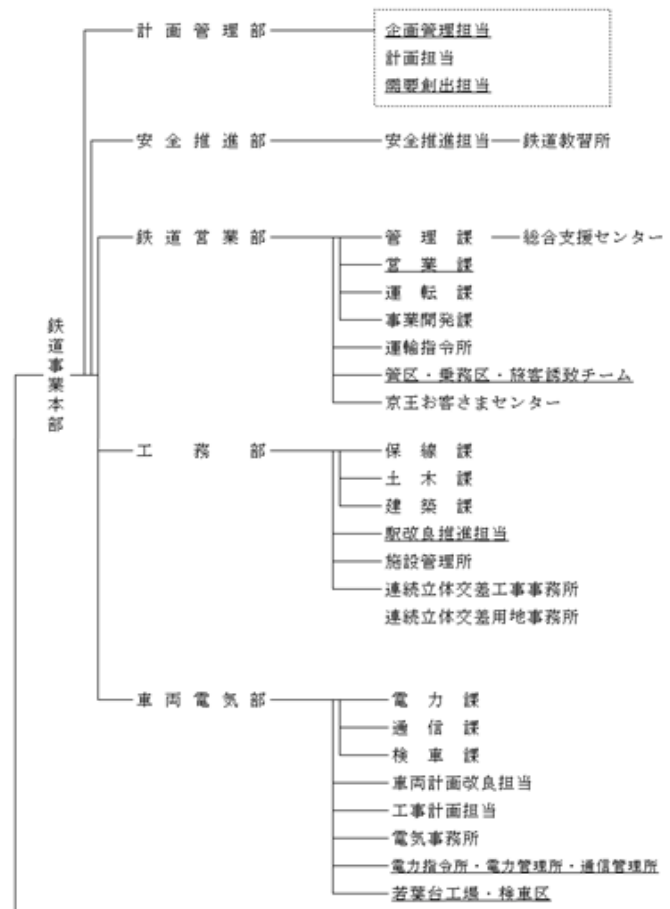 計画管理部
企画管理担当
計画担当
需要創出担当
安全推進部
安全推進担当
鉄道教習所
鉄道営業部
管理課
総合支援センター
営業課
運転課
事業開発課
運輸指令所
管区・乗務区・旅客誘致チーム
京王お客さまセンター
鉄道事業本部
工務部
保線課
土木課
建築課
駅改良推進担当
施設管理所
連続立体交差工事事務所
連続立体交差用地事務所
車両電気部
電力課
通信課
検車課
車両計画改良担当
工事計画担当
電気事務所
電力指令所・電力管理所・通信管理所
若葉台工場・検車区